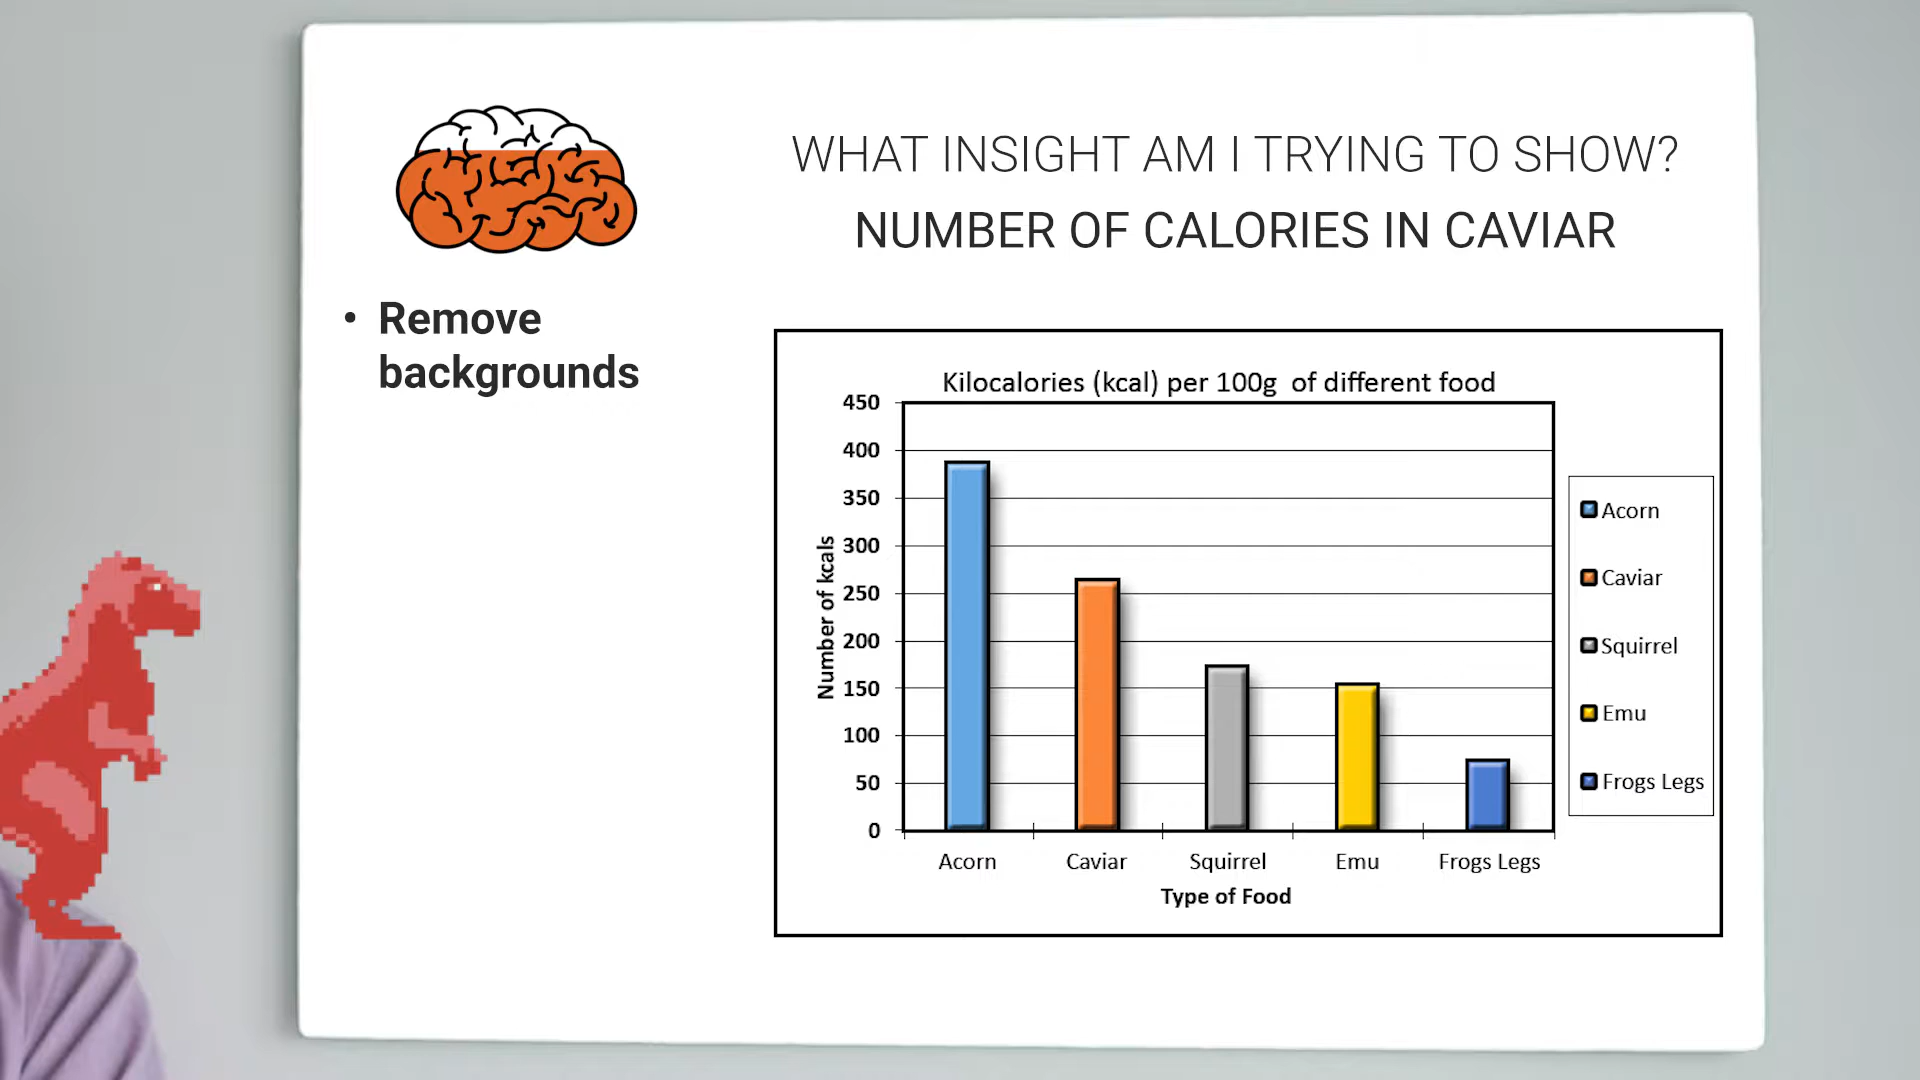 WHAT INSIGHT AM I TRYING TO SHOW?
NUMBER OF CALORIES IN CAVIAR
• Remove
backgrounds
Kilocalories (kcal) per 100g  of different food
Number of kcals
450
400
350
300
250
200
150
100
50
0
Acorn
Caviar
Squirrel
Emu
Frogs Legs
Type of Food
Acorn
Caviar
Squirrel
Emu
Frogs Legs